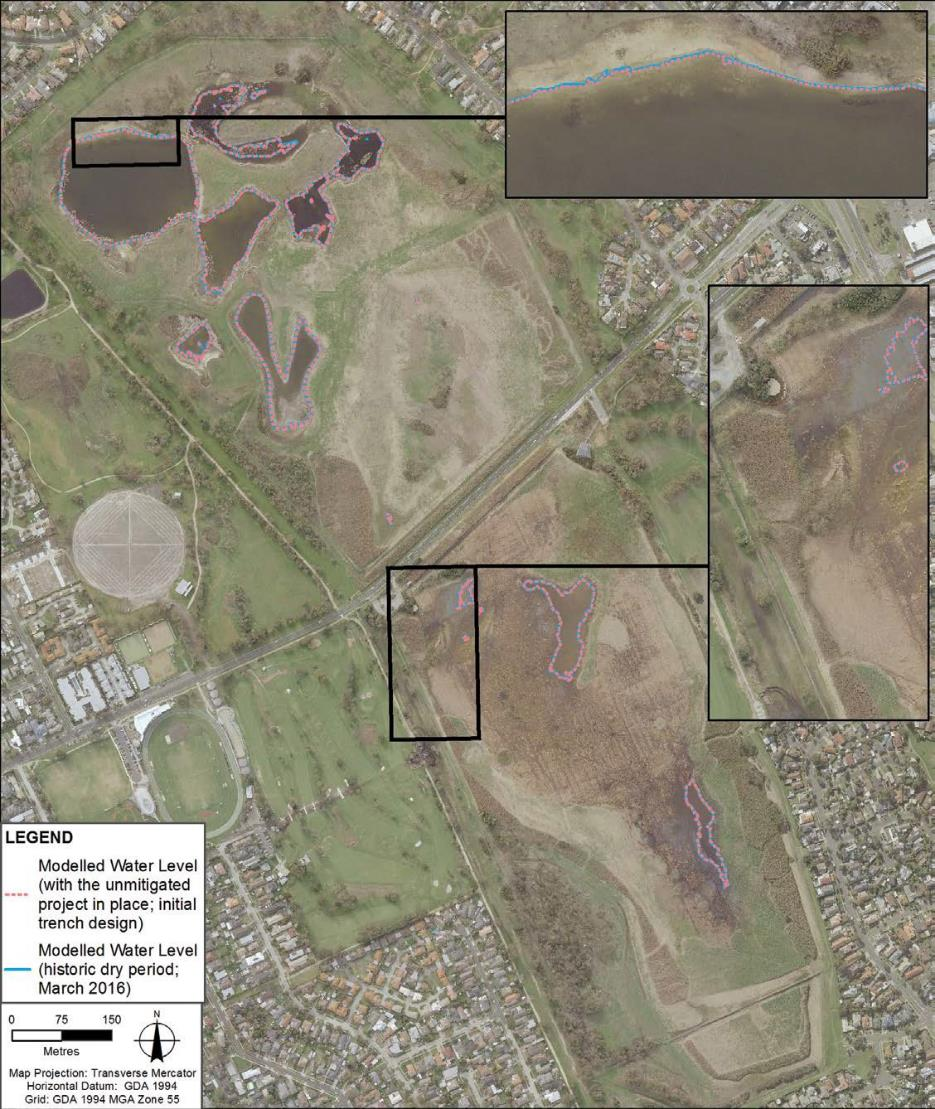 LEGEND
Modelled Water Level
(with the unmitigated
project in place; initial
trench design)
Modelled Water Level
(historic dry period;
March 2016)
0 75 150
Metres
N
Map Projection: Transverse Mercator
Horizontal Datum: GDA 1994
Grid: GDA 1994 MGA Zone 55